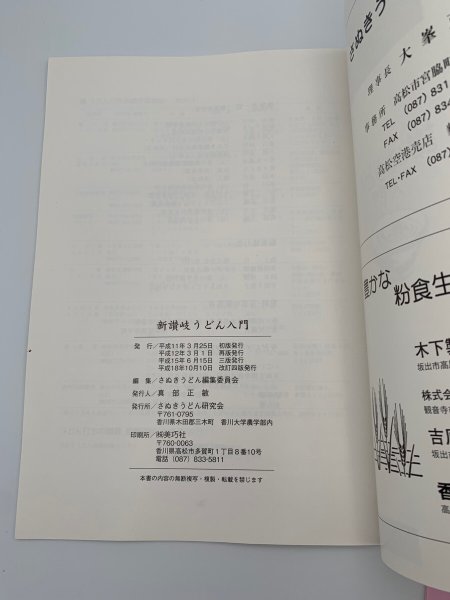 新讃岐うどん入門
発 行／平成11年3月25日 初版発行
平成12年3月1日 再版発行
平成15年6月15日 三版発行
平成18年10月10日 改訂四版発行
編 集／さぬきうどん編集委員会
発行人／真 部 正 敏
発行所／さぬきうどん研究会
〒761-0795
香川県木田郡三木町 香川大学農学部内
印刷所／㈱美巧社
〒760-0063
香川県高松市多賀町1丁目8番10号
電話（087）833-5811
本書の内容の無断複写・複製・転載を禁じます
さぬきう
理事長 大峯
事務所 高松市宮脇町
TEL (087) 831
FAX (087) 834
高松空港売店
TEL・FAX (087)
豊かな 粉食生
木下製
坂出市高屋
株式会
観音寺市
吉原
坂出市
香
高